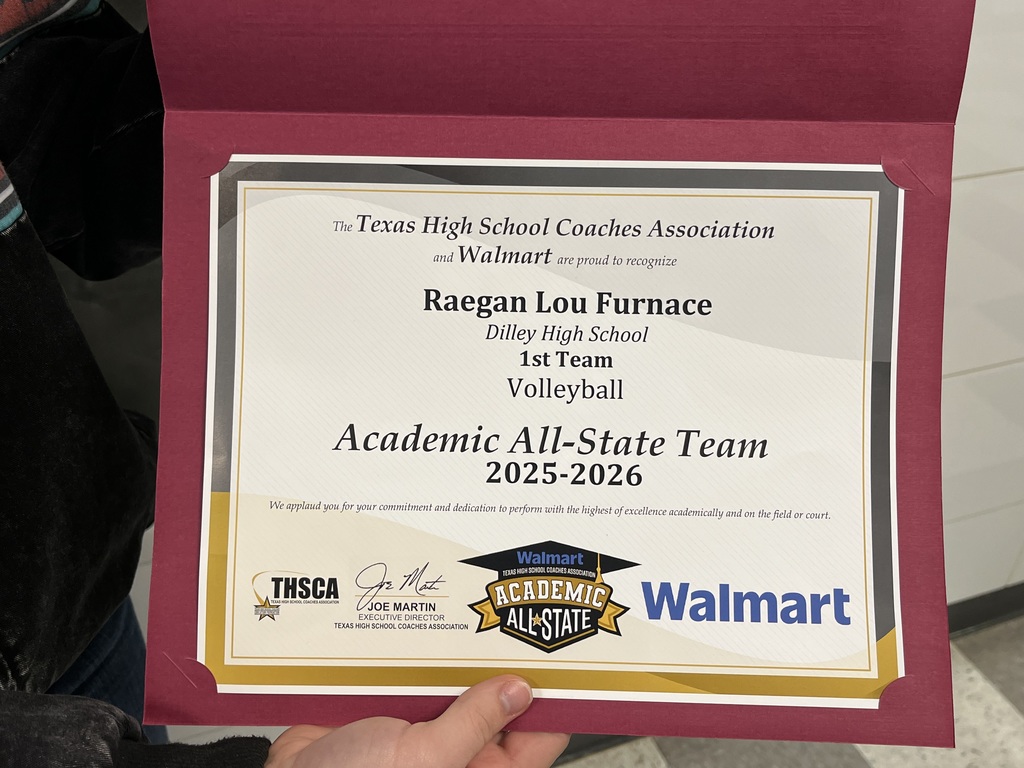 The Texas High School Coaches Association
and Walmart are proud to recognize
Raegan Lou Furnace
Dilley High School
1st Team
Volleyball
Academic All-State Team
2025-2026
We applaud you for your commitment and dedication to perform with the highest of excellence academically and on the field or court.
THSCA
TEXAS HIGH SCHOOL COACHES ASSOCIATION
Joe Martin
JOE MARTIN
EXECUTIVE DIRECTOR
TEXAS HIGH SCHOOL COACHES ASSOCIATION
Walmart
TEXAS HIGH SCHOOL COACHES ASSOCIATION
ACADEMIC
ALL STATE
Walmart